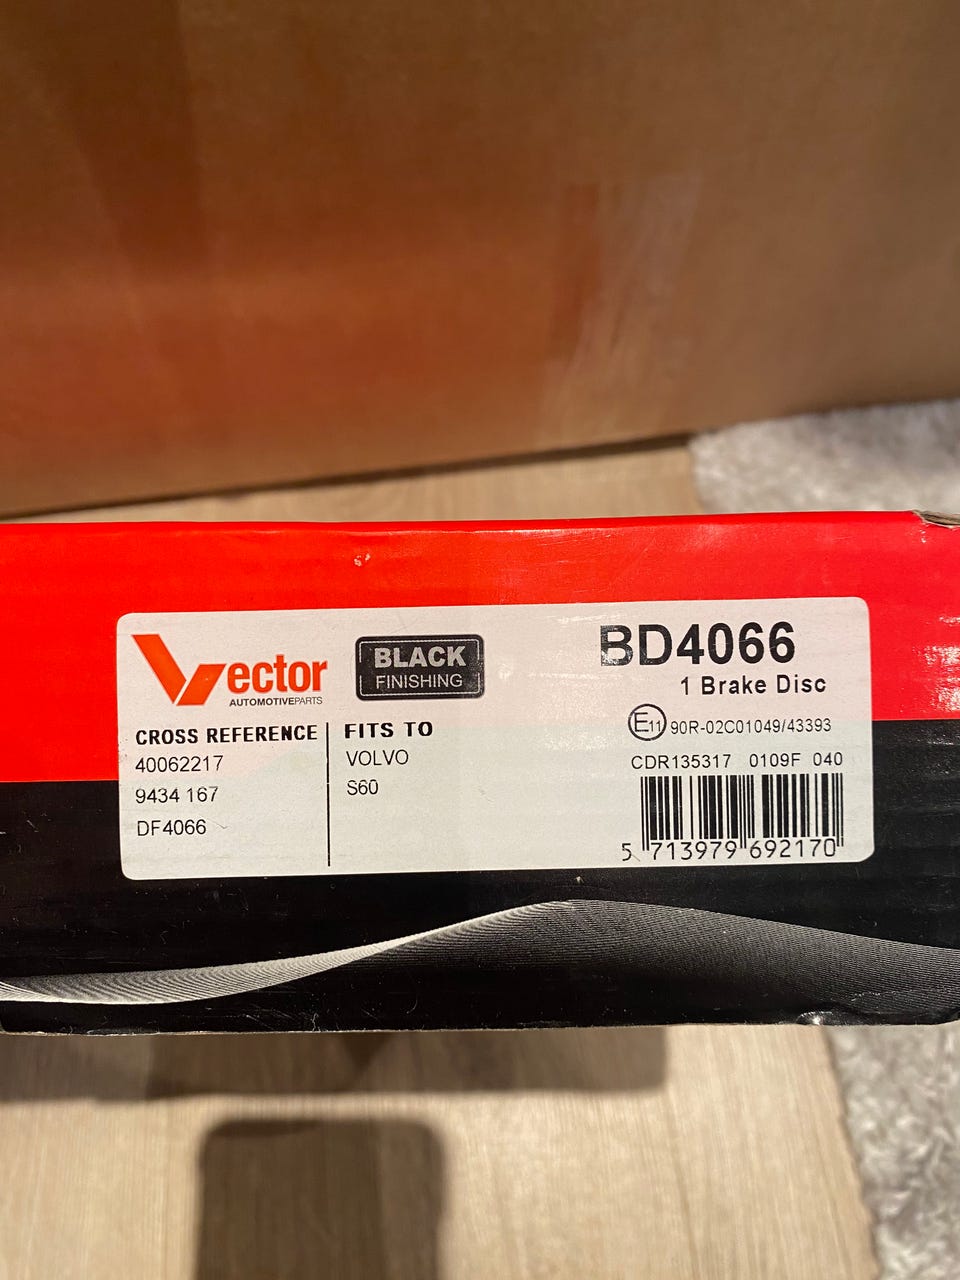 Vector
AUTOMOTIVEPARTS
BLACK
FINISHING
BD4066
1 Brake Disc
E11 90R-02C01049/43393
CROSS REFERENCE
40062217
9434 167
DF4066
FITS TO
VOLVO
S60
CDR135317 0109F 040
5 713979 692170